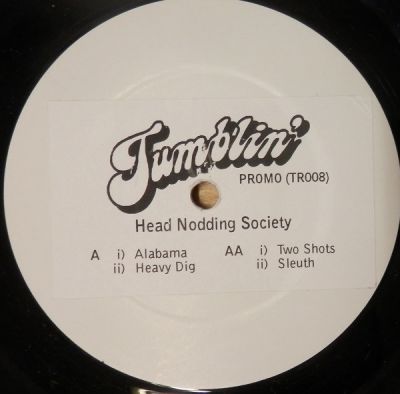 Tumblin'
PROMO (TR008)
Head Nodding Society
A i) Alabama AA i) Two Shots
ii) Heavy Dig ii) Sleuth